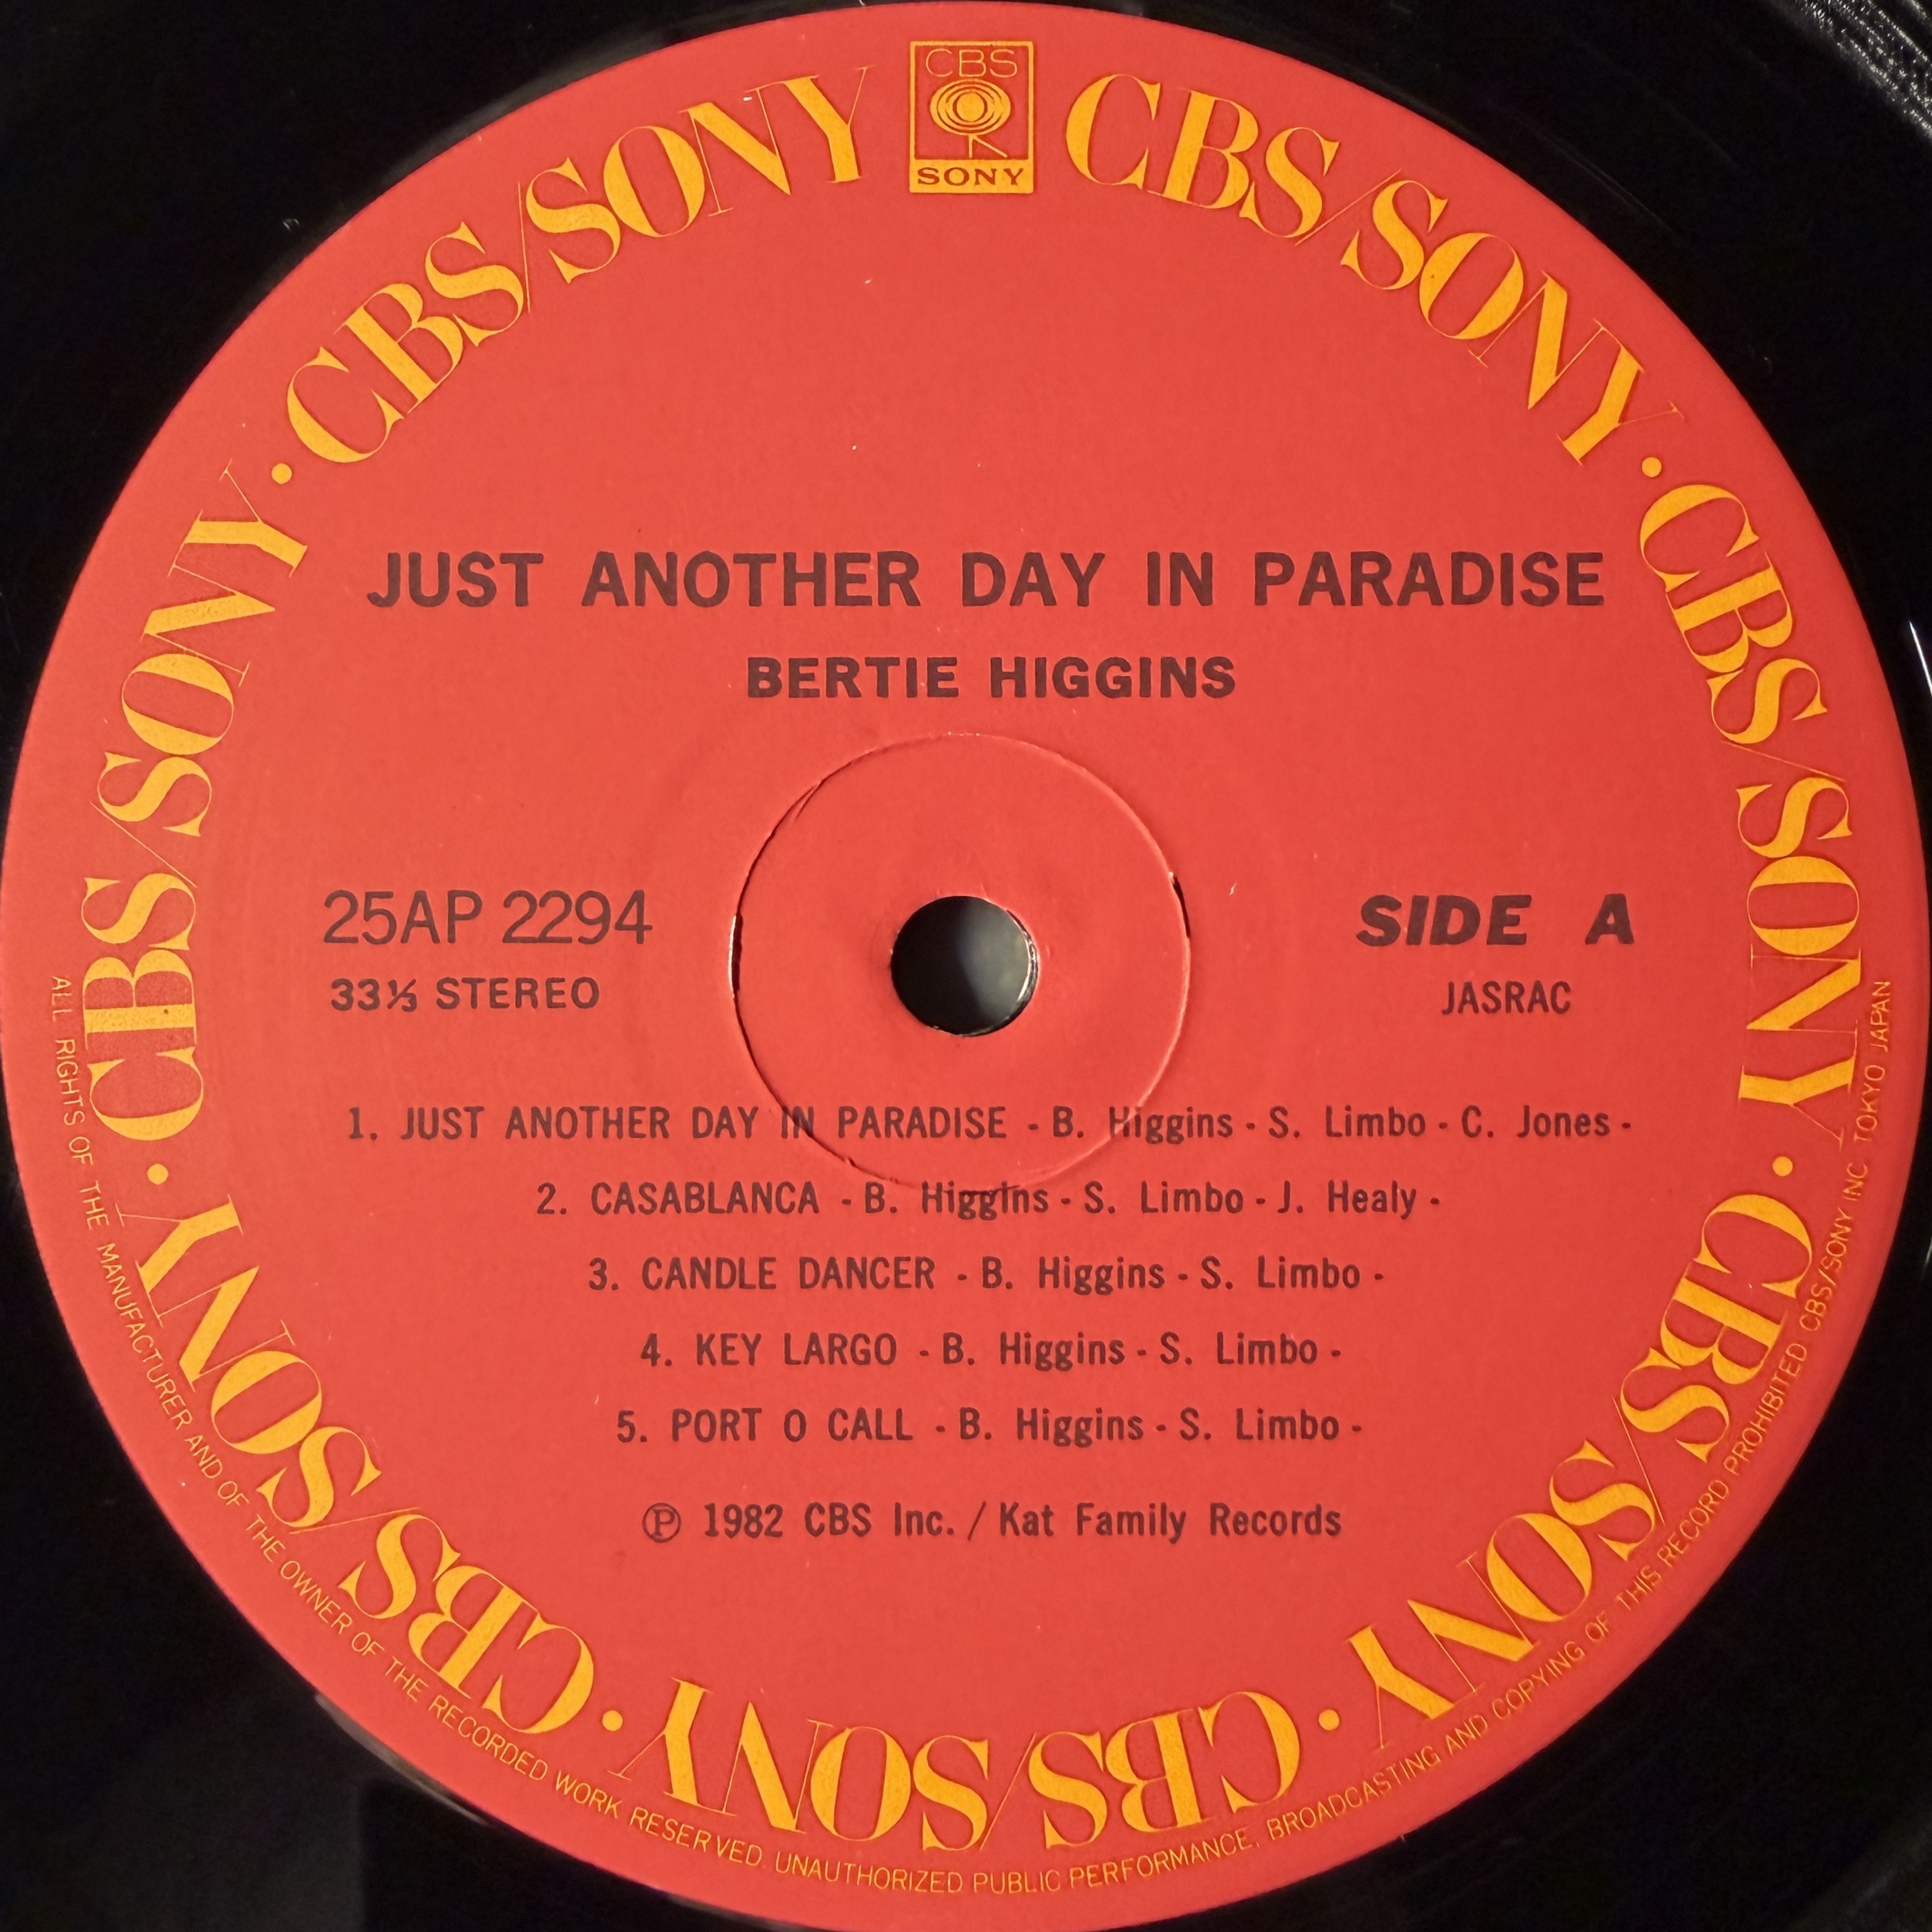 CBS
SONY
CBS/SONY · CBS/SONY · CBS/SONY · CBS/SONY · CBS/SONY · CBS/SONY · CBS/SONY
JUST ANOTHER DAY IN PARADISE
BERTIE HIGGINS
25AP 2294
33⅓ STEREO
SIDE A
JASRAC
1. JUST ANOTHER DAY IN PARADISE - B. Higgins - S. Limbo - C. Jones -
2. CASABLANCA - B. Higgins - S. Limbo - J. Healy -
3. CANDLE DANCER - B. Higgins - S. Limbo -
4. KEY LARGO - B. Higgins - S. Limbo -
5. PORT O CALL - B. Higgins - S. Limbo -
Ⓟ 1982 CBS Inc. / Kat Family Records
ALL RIGHTS OF THE MANUFACTURER AND OF THE OWNER OF THE RECORDED WORK RESERVED. UNAUTHORIZED PUBLIC PERFORMANCE, BROADCASTING AND COPYING OF THIS RECORD PROHIBITED CBS/SONY INC. TOKYO JAPAN